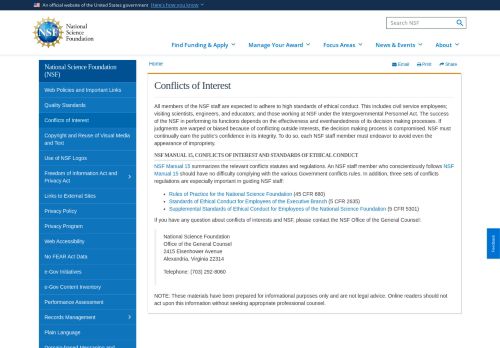 An official website of the United States government Here's how you know
NSF
National
Science
Foundation
Search NSF
Find Funding & Apply
Manage Your Award
Focus Areas
News & Events
About
National Science Foundation
(NSF)
Web Policies and Important Links
Quality Standards
Conflicts of Interest
Copyright and Reuse of Visual Media
and Text
Use of NSF Logos
Freedom of Information Act and
Privacy Act
Links to External Sites
Privacy Policy
Privacy Program
Web Accessibility
No FEAR Act Data
e-Gov Initiatives
e-Gov Content Inventory
Performance Assessment
Records Management
Plain Language
Home
Email
Print
Share
Conflicts of Interest
All members of the NSF staff are expected to adhere to high standards of ethical conduct. This includes civil service employees;
visiting scientists, engineers, and educators; and those working at NSF under the Intergovernmental Personnel Act. The success
of the NSF in performing its functions depends on the effectiveness and evenhandedness of its decision making processes. If
judgments are warped or biased because of conflicting outside interests, the decision making process is compromised. NSF must
continually earn the public's confidence in its integrity. To do so, each NSF staff member must endeavor to avoid even the
appearance of impropriety.
NSF MANUAL 15, CONFLICTS OF INTEREST AND STANDARDS OF ETHICAL CONDUCT
NSF Manual 15 summarizes the relevant conflicts statutes and regulations. An NSF staff member who conscientiously follows NSF
Manual 15 should have no difficulty complying with the various Government conflicts rules. In addition, three sets of conflicts
regulations are especially important in guiding NSF staff:
Rules of Practice for the National Science Foundation (45 CFR 680)
Standards of Ethical Conduct for Employees of the Executive Branch (5 CFR 2635)
Supplemental Standards of Ethical Conduct for Employees of the National Science Foundation (5 CFR 5301)
If you have any question about conflicts of interests and NSF, please contact the NSF Office of the General Counsel:
National Science Foundation
Office of the General Counsel
2415 Eisenhower Avenue
Alexandria, Virginia 22314
Telephone: (703) 292-8060
NOTE: These materials have been prepared for informational purposes only and are not legal advice. Online readers should not
act upon this information without seeking appropriate professional counsel.
Feedback